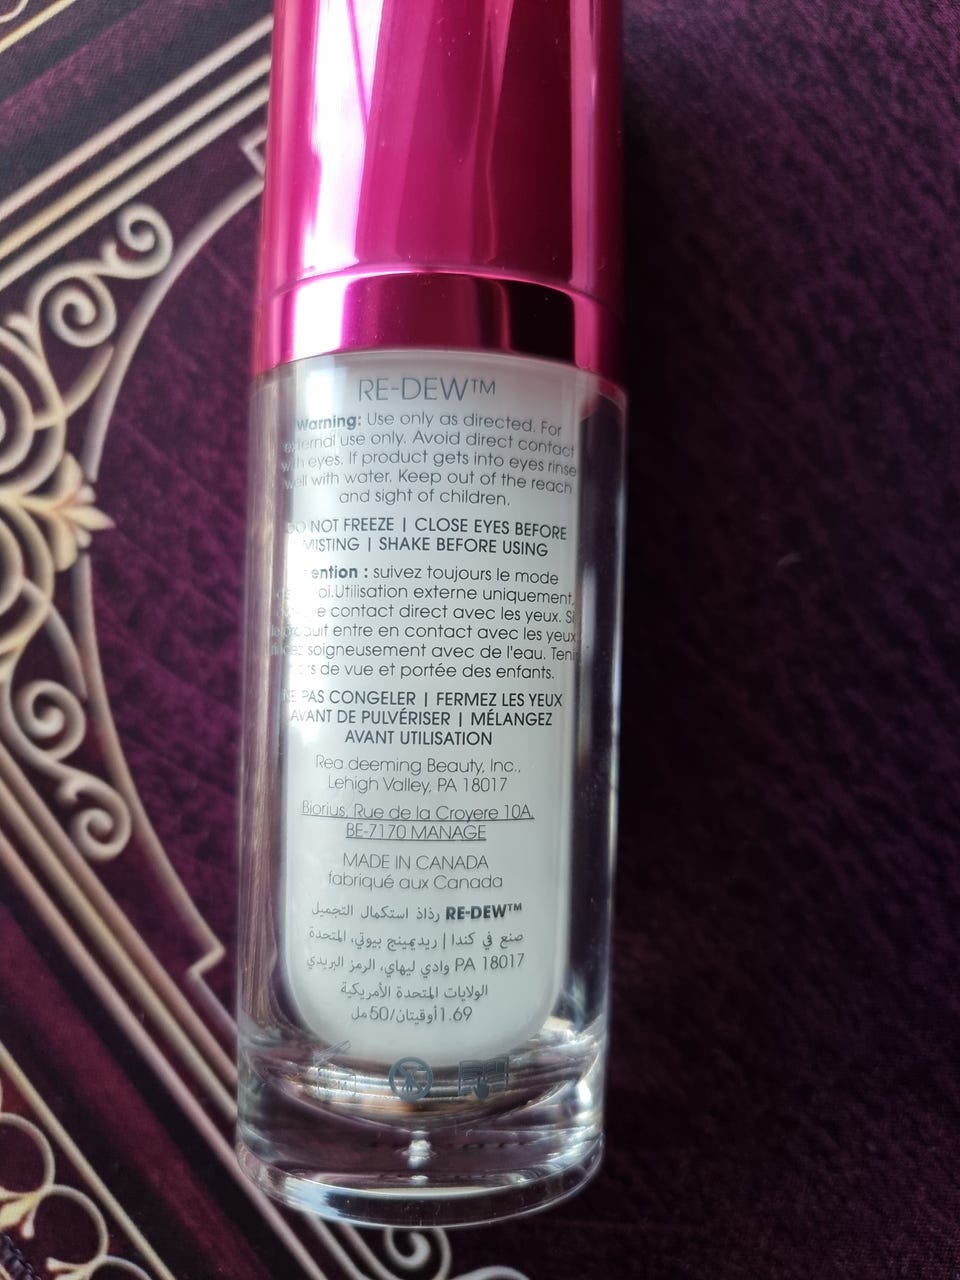 RE-DEW™
Warning: Use only as directed. For
external use only. Avoid direct contact
with eyes. If product gets into eyes rinse
well with water. Keep out of the reach
and sight of children.
DO NOT FREEZE | CLOSE EYES BEFORE
MISTING | SHAKE BEFORE USING
: suivez toujours le mode
Utilisation externe uniquement,
contact direct avec les yeux. Si
le produit entre en contact avec les yeux,
soigneusement avec de l'eau. Tenir
hors de vue et portée des enfants.
NE PAS CONGELER | FERMEZ LES YEUX
AVANT DE PULVÉRISER | MÉLANGEZ
AVANT UTILISATION
Rea.deeming Beauty, Inc.,
Lehigh Valley, PA 18017
Biorius, Rue de la Croyere 10A,
BE-7170 MANAGE
MADE IN CANADA
fabriqué aux Canada
RE-DEW™ رذاذ استكمال التجميل
صنع في كندا | ريديمينج بيوتي، المتحدة
PA 18017 وادي ليهاي، الرمز البريدي
الولايات المتحدة الأمريكية
1.69أوقيتان/50مل